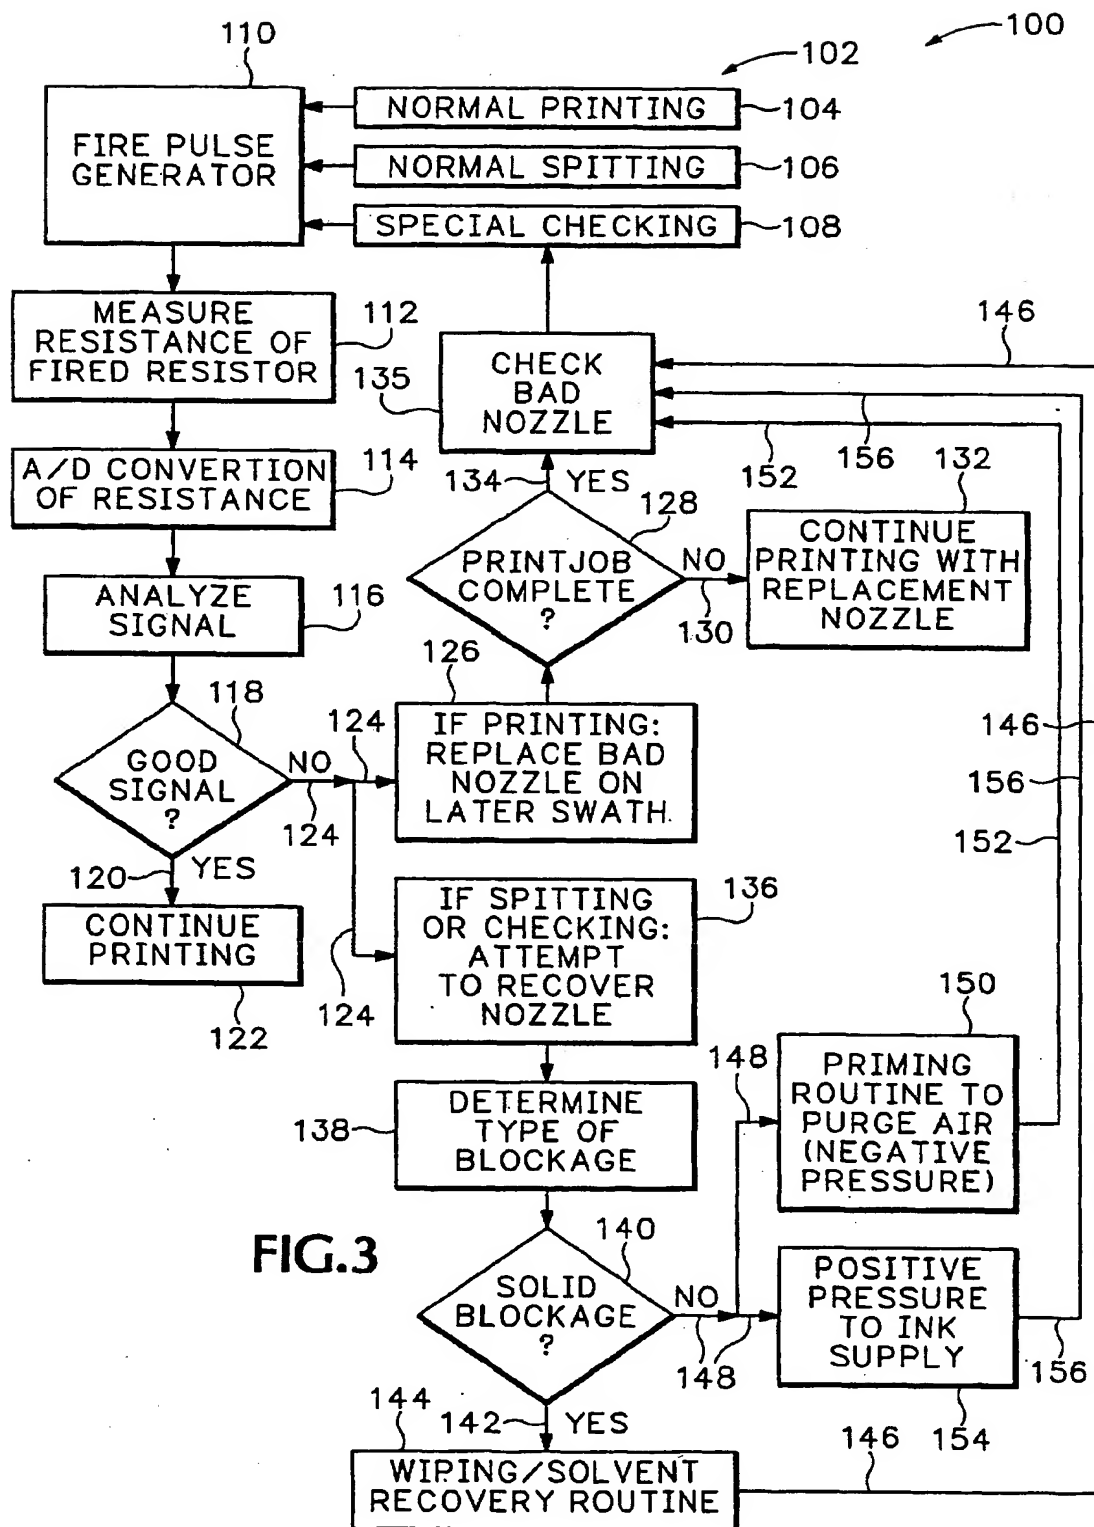 100
102
110
FIRE PULSE
GENERATOR
NORMAL PRINTING
104
NORMAL SPITTING
106
SPECIAL CHECKING
108
MEASURE
RESISTANCE OF
FIRED RESISTOR
112
A/D CONVERTION
OF RESISTANCE
114
ANALYZE
SIGNAL
116
118
GOOD
SIGNAL
?
NO
124
124
124
120
YES
CONTINUE
PRINTING
122
135
CHECK
BAD
NOZZLE
146
156
152
134
YES
128
PRINTJOB
COMPLETE
?
NO
130
132
CONTINUE
PRINTING WITH
REPLACEMENT
NOZZLE
126
IF PRINTING:
REPLACE BAD
NOZZLE ON
LATER SWATH
146
156
152
IF SPITTING
OR CHECKING:
ATTEMPT
TO RECOVER
NOZZLE
136
138
DETERMINE
TYPE OF
BLOCKAGE
148
150
PRIMING
ROUTINE TO
PURGE AIR
(NEGATIVE
PRESSURE)
FIG.3
140
SOLID
BLOCKAGE
?
NO
148
POSITIVE
PRESSURE
TO INK
SUPPLY
156
154
144
142
YES
WIPING/SOLVENT
RECOVERY ROUTINE
146